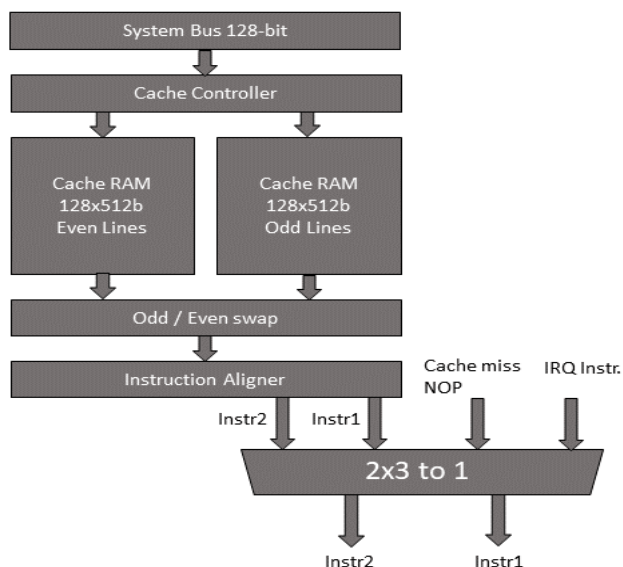 System Bus 128-bit
Cache Controller
Cache RAM
128x512b
Even Lines
Cache RAM
128x512b
Odd Lines
Odd / Even swap
Instruction Aligner
Cache miss
NOP
IRQ Instr.
Instr2
Instr1
2x3 to 1
Instr2
Instr1